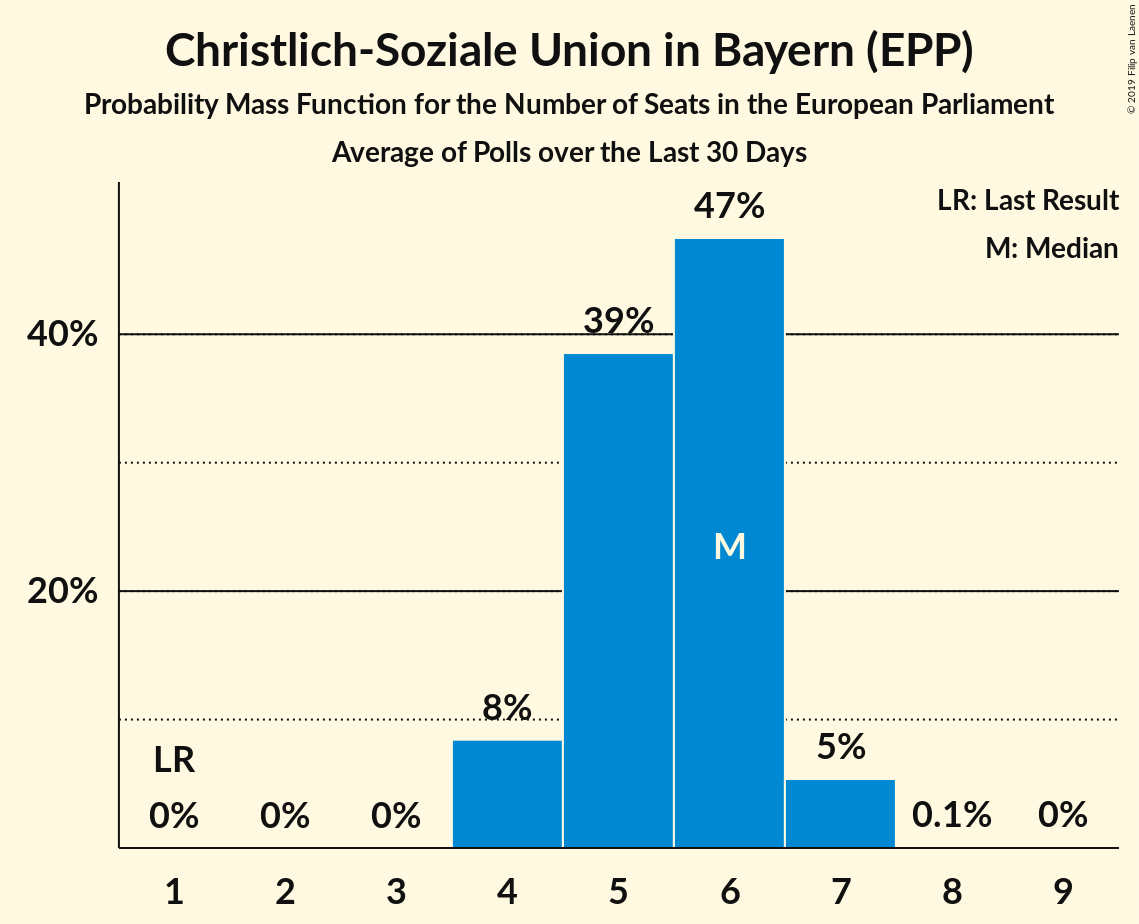 Christlich-Soziale Union in Bayern (EPP)
Probability Mass Function for the Number of Seats in the European Parliament
Average of Polls over the Last 30 Days
© 2019 Filip van Laenen
LR: Last Result
M: Median
47%
39%
40%
M
20%
8%
5%
LR
0% 0% 0% 0.1% 0%
1 2 3 4 5 6 7 8 9